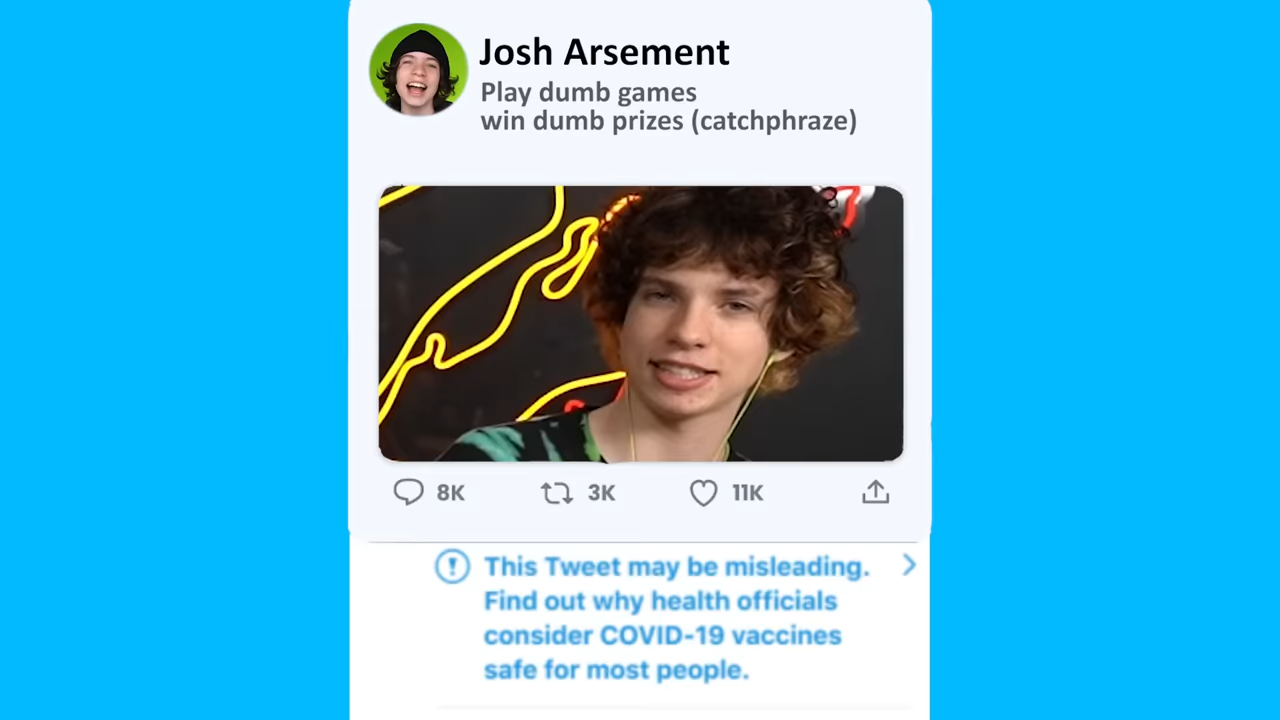 Josh Arsement
Play dumb games
win dumb prizes (catchphraze)
8K 3K 11K
This Tweet may be misleading.
Find out why health officials
consider COVID-19 vaccines
safe for most people.